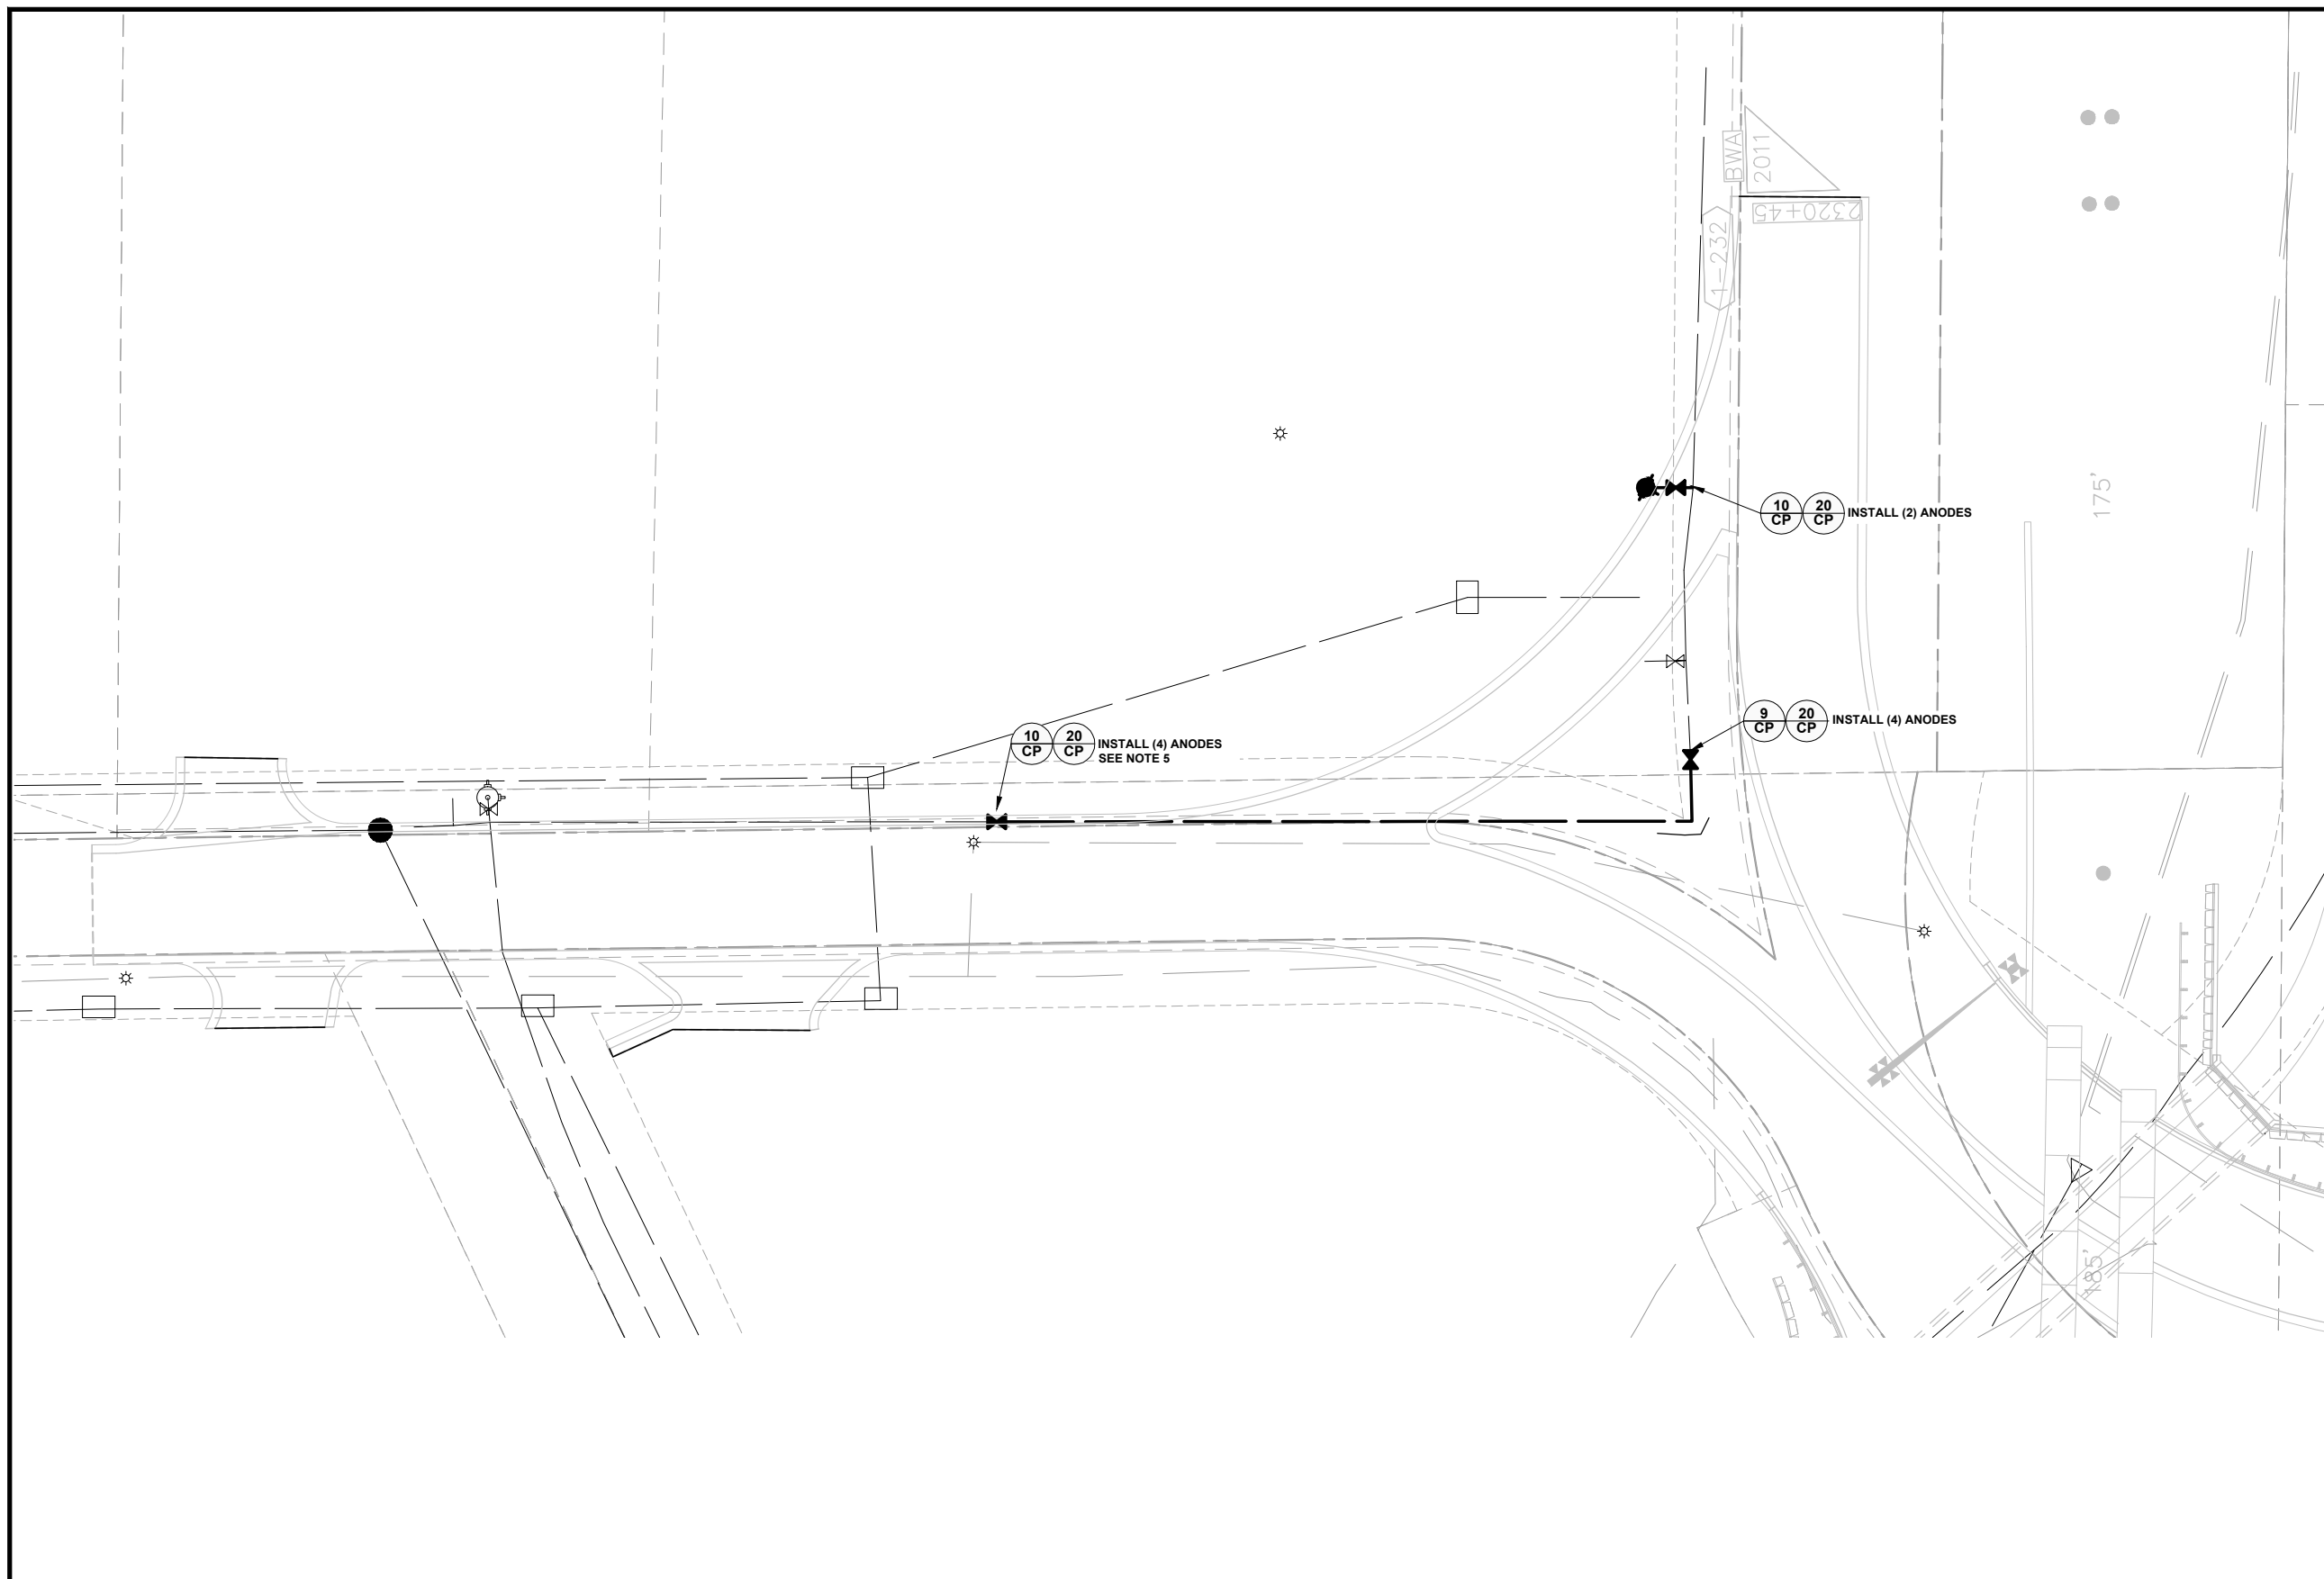 BWA
2011
2320+45
1-232
175'
10
CP
20
CP
INSTALL (2) ANODES
9
CP
20
CP
INSTALL (4) ANODES
10
CP
20
CP
INSTALL (4) ANODES
SEE NOTE 5
185'